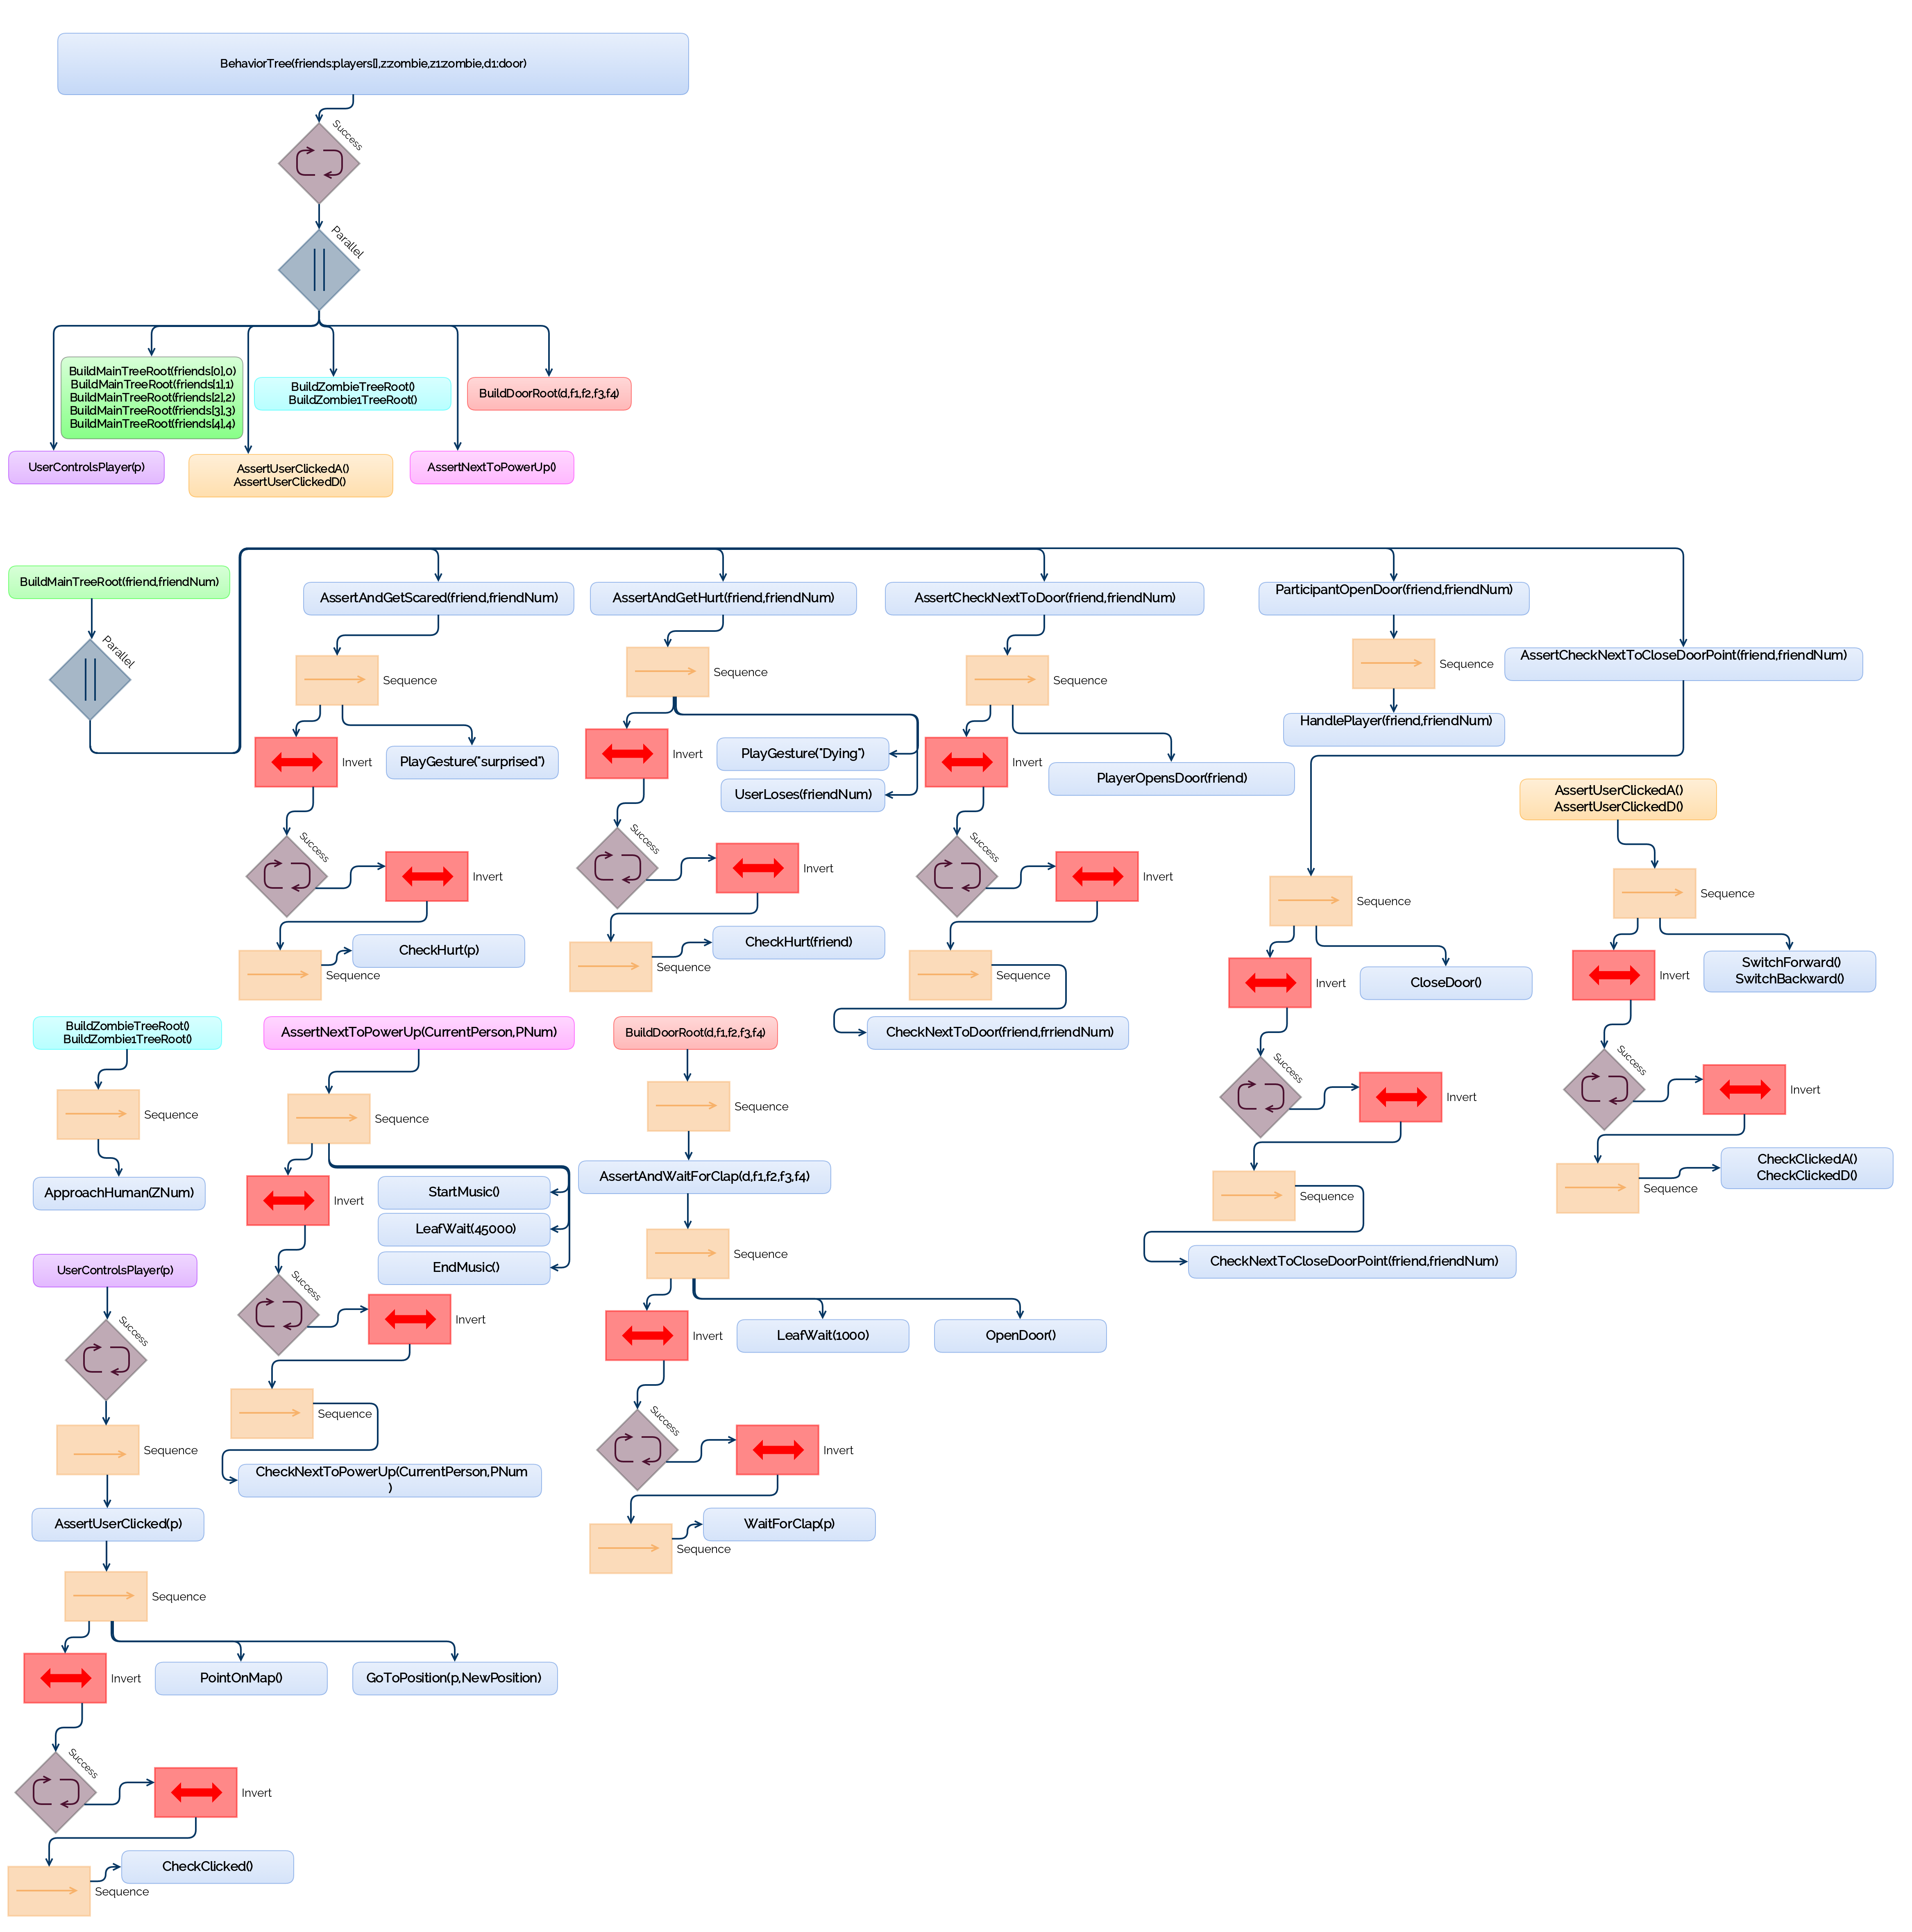 BehaviorTree(friends:players[],z:zombie,z1:zombie,d1:door)
Success
Parallel
BuildMainTreeRoot(friends[0],0)
BuildMainTreeRoot(friends[1],1)
BuildMainTreeRoot(friends[2],2)
BuildMainTreeRoot(friends[3],3)
BuildMainTreeRoot(friends[4],4)
BuildZombieTreeRoot()
BuildZombie1TreeRoot()
BuildDoorRoot(d,f1,f2,f3,f4)
UserControlsPlayer(p)
AssertUserClickedA()
AssertUserClickedD()
AssertNextToPowerUp()
BuildMainTreeRoot(friend,friendNum)
Parallel
AssertAndGetScared(friend,friendNum)
Sequence
Invert
PlayGesture("surprised")
Success
Invert
Sequence
CheckHurt(p)
AssertAndGetHurt(friend,friendNum)
Sequence
Invert
PlayGesture("Dying")
UserLoses(friendNum)
Success
Invert
Sequence
CheckHurt(friend)
AssertCheckNextToDoor(friend,friendNum)
Sequence
Invert
PlayerOpensDoor(friend)
Success
Invert
Sequence
CheckNextToDoor(friend,frriendNum)
ParticipantOpenDoor(friend,friendNum)
Sequence
HandlePlayer(friend,friendNum)
AssertCheckNextToCloseDoorPoint(friend,friendNum)
Sequence
Invert
CloseDoor()
Success
Invert
Sequence
CheckNextToCloseDoorPoint(friend,friendNum)
AssertUserClickedA()
AssertUserClickedD()
Sequence
Invert
SwitchForward()
SwitchBackward()
Success
Invert
Sequence
CheckClickedA()
CheckClickedD()
BuildZombieTreeRoot()
BuildZombie1TreeRoot()
Sequence
ApproachHuman(ZNum)
AssertNextToPowerUp(CurrentPerson,PNum)
Sequence
Invert
StartMusic()
LeafWait(45000)
EndMusic()
Success
Invert
Sequence
CheckNextToPowerUp(CurrentPerson,PNum
)
BuildDoorRoot(d,f1,f2,f3,f4)
Sequence
AssertAndWaitForClap(d,f1,f2,f3,f4)
Sequence
Invert
LeafWait(1000)
OpenDoor()
Success
Invert
Sequence
WaitForClap(p)
UserControlsPlayer(p)
Success
Sequence
AssertUserClicked(p)
Sequence
Invert
PointOnMap()
GoToPosition(p,NewPosition)
Success
Invert
Sequence
CheckClicked()